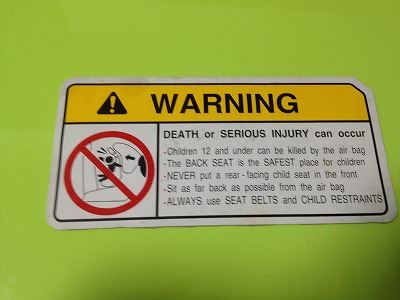 WARNING
DEATH or SERIOUS INJURY can occur
-Children 12 and under can be killed by the air bag
-The BACK SEAT is the SAFEST place for children
-NEVER put a rear-facing child seat in the front
-Sit as far back as possible from the air bag
-ALWAYS use SEAT BELTS and CHILD RESTRAINTS